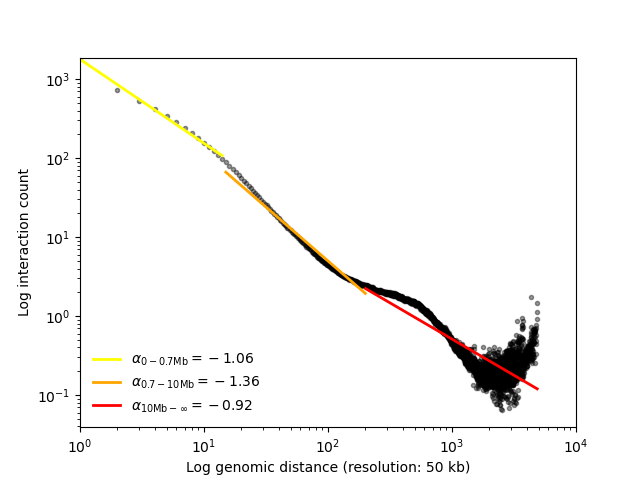 10³
10²
10¹
10⁰
10⁻¹
Log interaction count
α₀₋₀.₇Mb = −1.06
α₀.₇₋₁₀Mb = −1.36
α₁₀Mb₋∞ = −0.92
10⁰ 10¹ 10² 10³ 10⁴
Log genomic distance (resolution: 50 kb)